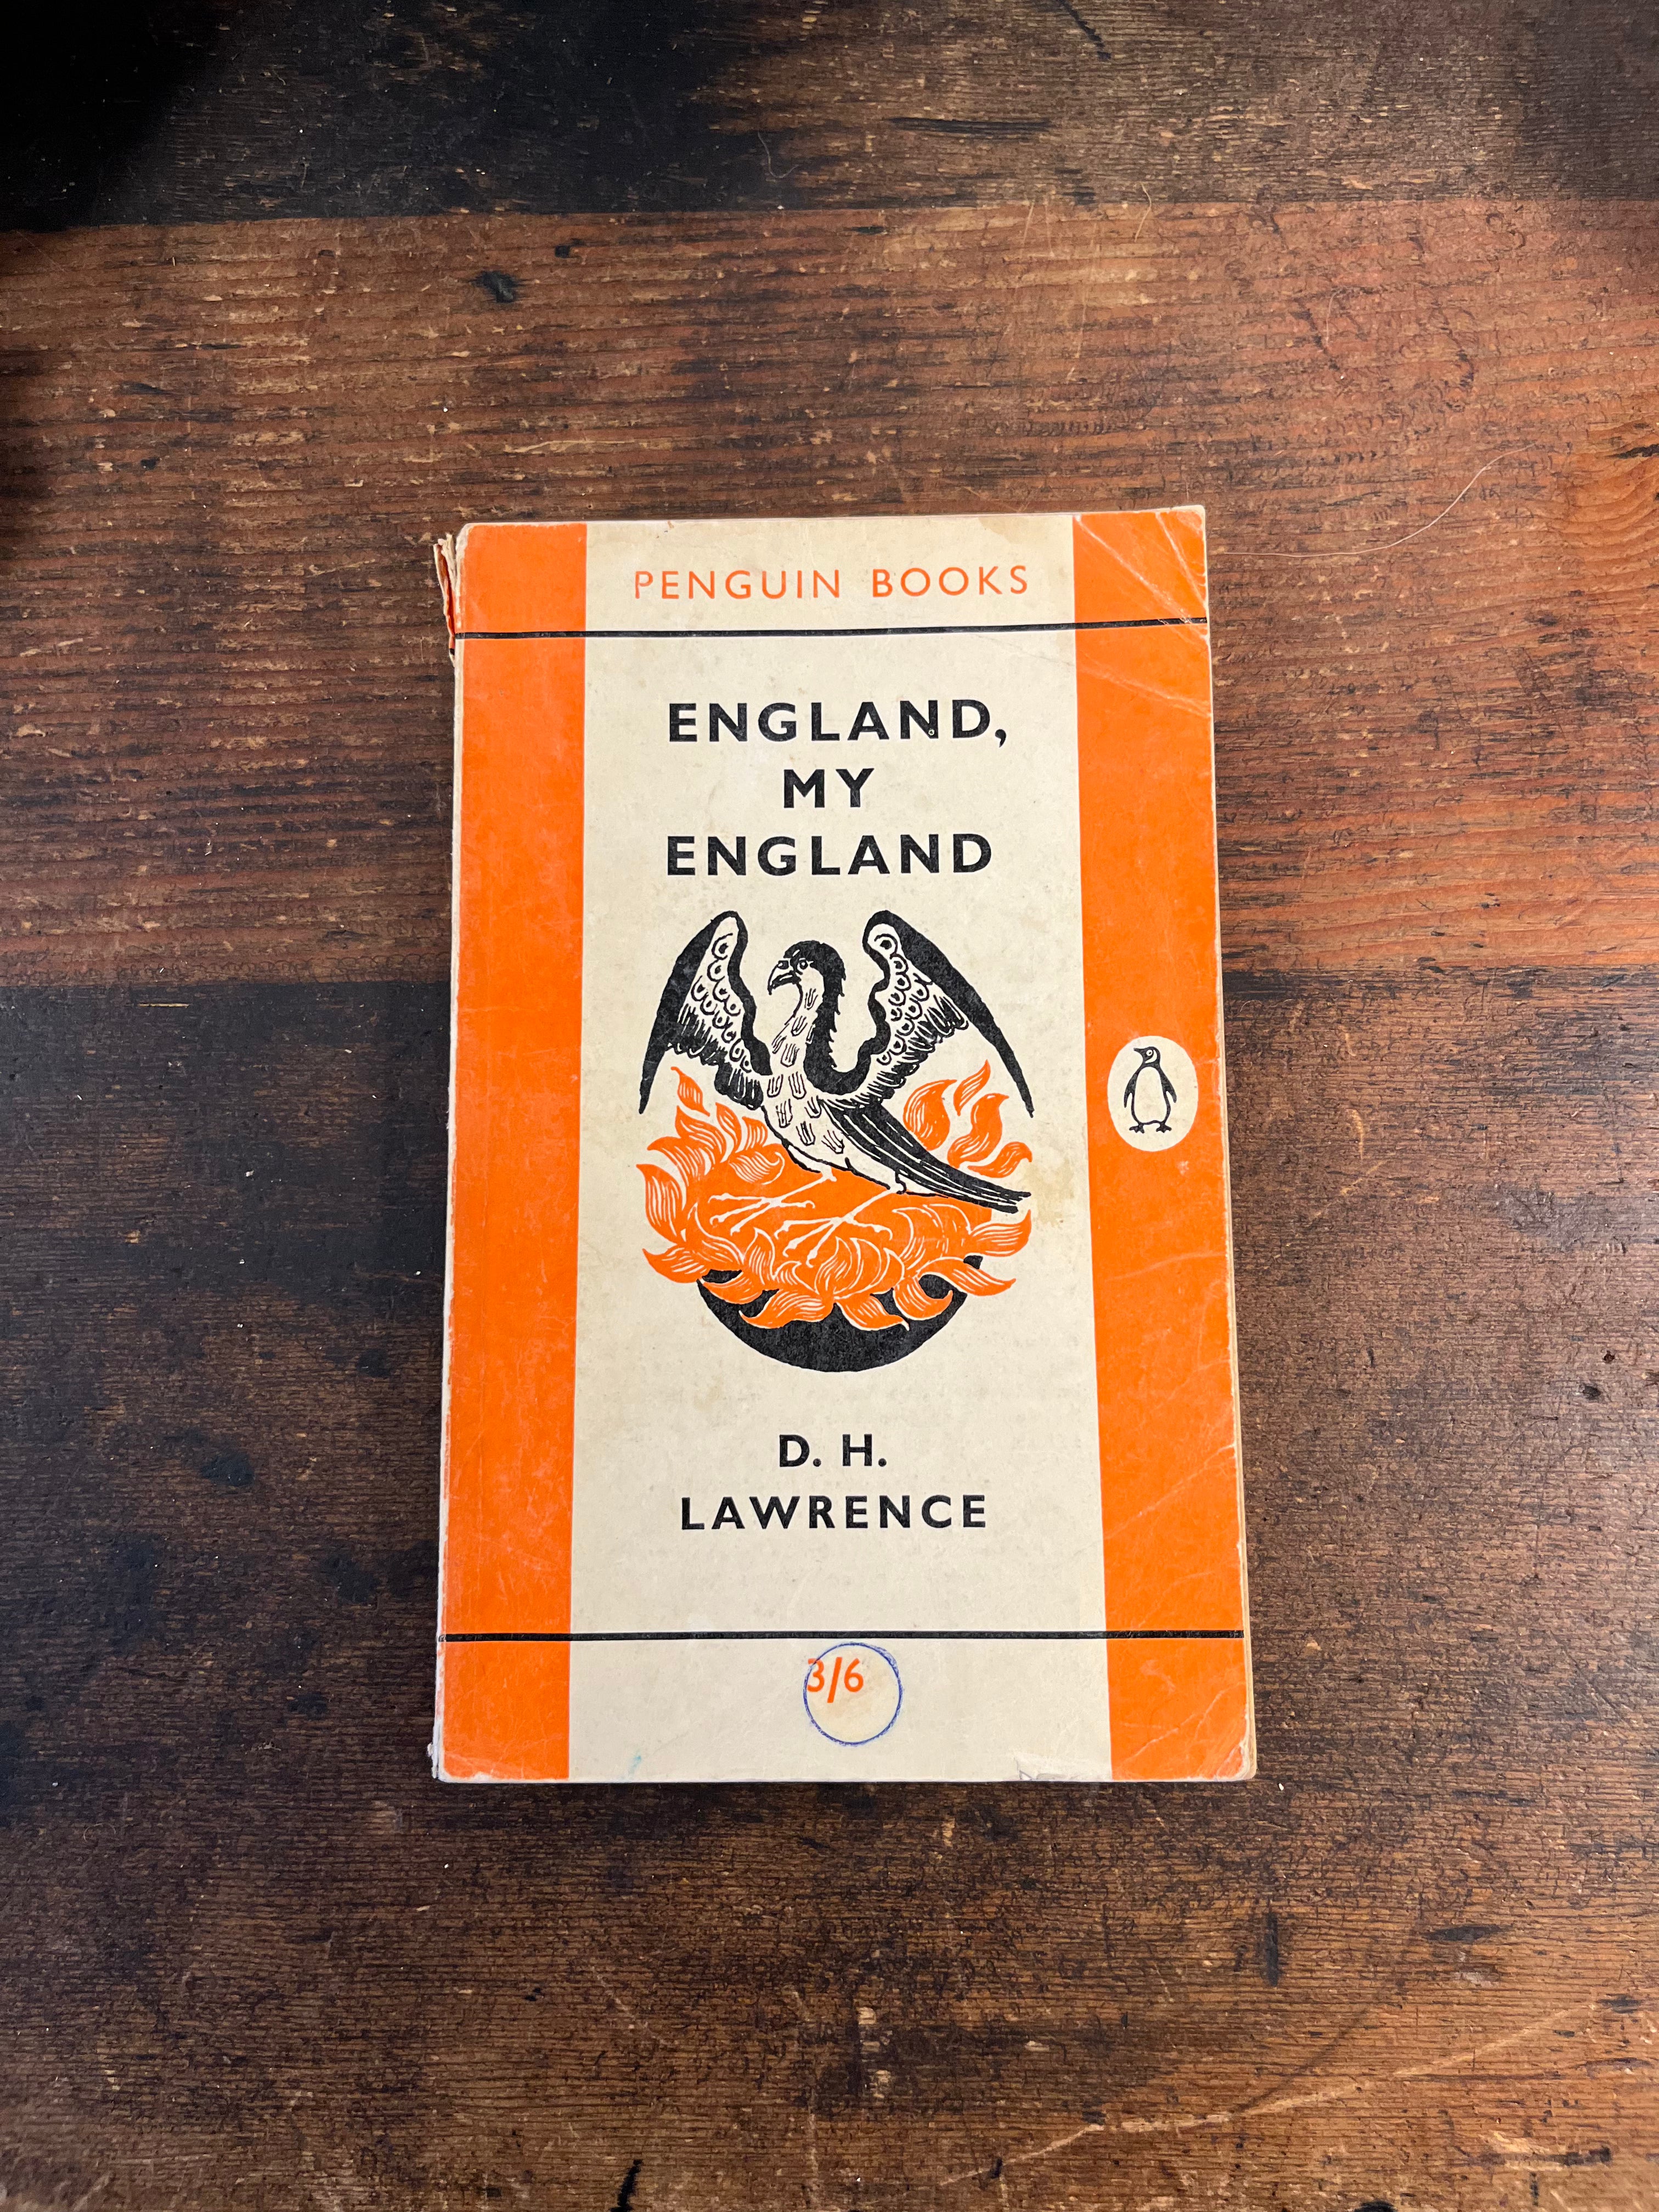 PENGUIN BOOKS
ENGLAND,
MY
ENGLAND
D. H.
LAWRENCE
3/6